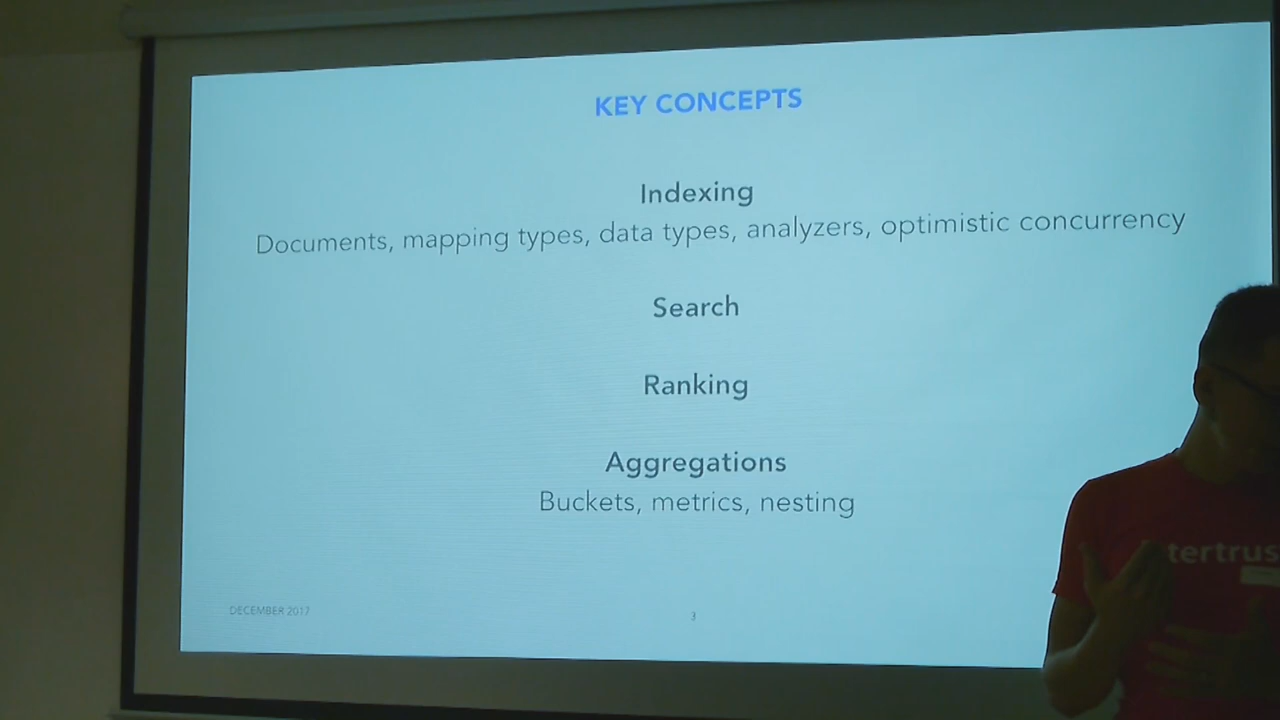 KEY CONCEPTS
Indexing
Documents, mapping types, data types, analyzers, optimistic concurrency
Search
Ranking
Aggregations
Buckets, metrics, nesting
DECEMBER 2017
3
tertrus